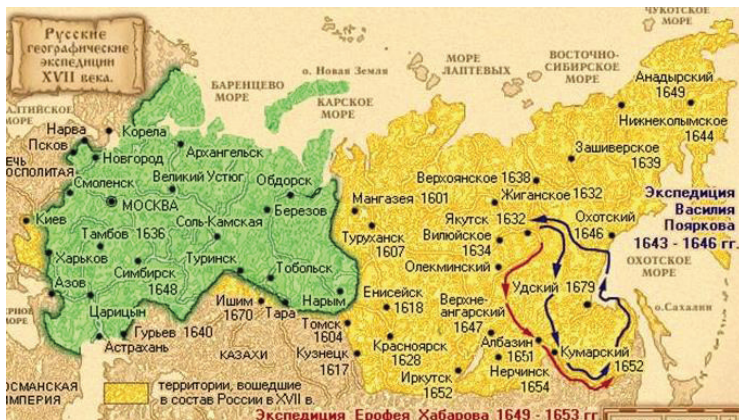 Русские
географические
экспедиции
XVII века.
ЧУКОТСКОЕ
МОРЕ
ВОСТОЧНО-
СИБИРСКОЕ
МОРЕ
МОРЕ
ЛАПТЕВЫХ
о. Новая Земля
БАРЕНЦЕВО
МОРЕ
КАРСКОЕ
МОРЕ
Анадырский
1649
Нижнеколымское
1644
Зашиверское
1639
МОРЕ
Нарва
Корела
Псков
Новгород
Архангельск
Великий Устюг
Обдорск
Смоленск
МОСКВА
Березов
Соль-Камская
Киев
Тамбов 1636
Харьков
Симбирск
1648
Туринск
Тобольск
Азов
Царицын
Ишим
1670
Тара
Нарым
Гурьев 1640
Астрахань
КАЗАХИ
Мангазея 1601
Туруханск
1607
Енисейск
1618
Томск
1604
Кузнецк
1617
Красноярск
1628
Иркутск
1652
Верхоянское 1638
Жиганское 1632
Якутск 1632
Вилюйское
1634
Олекминский
Охотский
1646
Удский 1679
Верхне-
ангарский
1647
Албазин
1651
Нерчинск
1654
Кумарский
1652
Экспедиция
Василия
Пояркова
1643 - 1646 гг.
ОХОТСКОЕ
МОРЕ
о.Сахалин
ИМПЕРИЯ
территории, вошедшие
в состав России в XVII в.
Экспедиция Ерофея Хабарова 1649 - 1653 гг